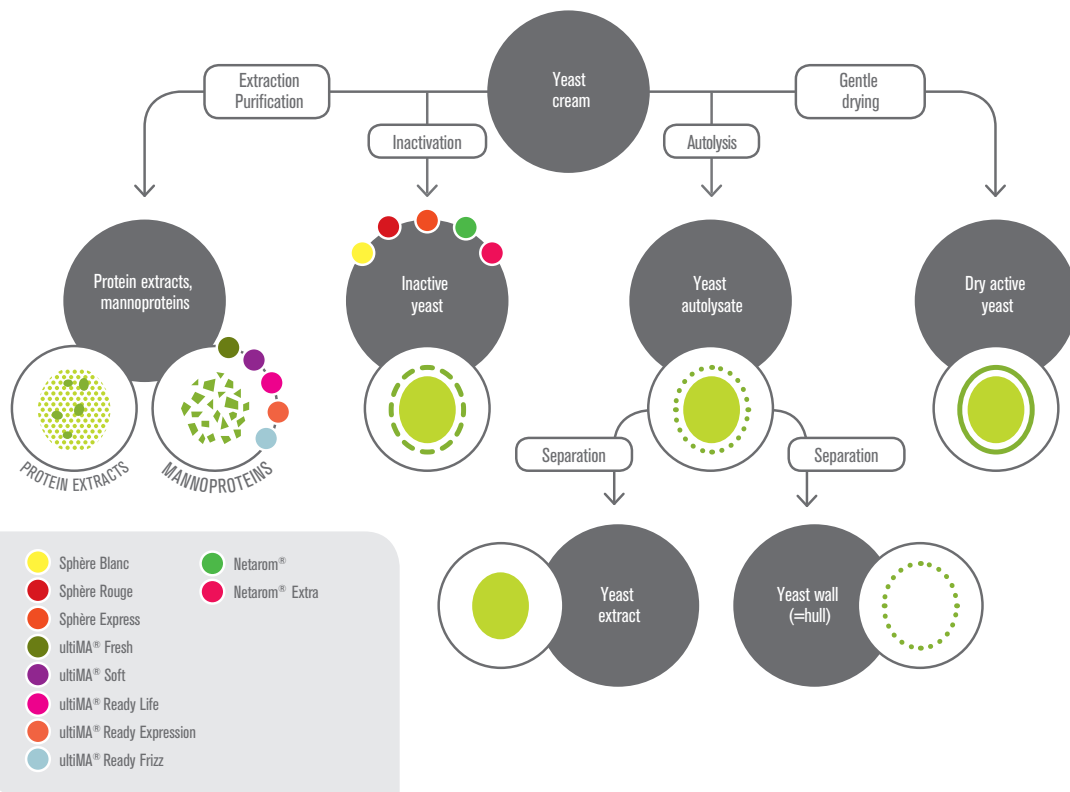 Yeast
cream
Extraction
Purification
Gentle
drying
Inactivation
Autolysis
Protein extracts,
mannoproteins
Inactive
yeast
Yeast
autolysate
Dry active
yeast
PROTEIN EXTRACTS
MANNOPROTEINS
Separation
Separation
Yeast
extract
Yeast wall
(=hull)
Sphère Blanc
Sphère Rouge
Sphère Express
ultiMA® Fresh
ultiMA® Soft
ultiMA® Ready Life
ultiMA® Ready Expression
ultiMA® Ready Frizz
Netarom®
Netarom® Extra